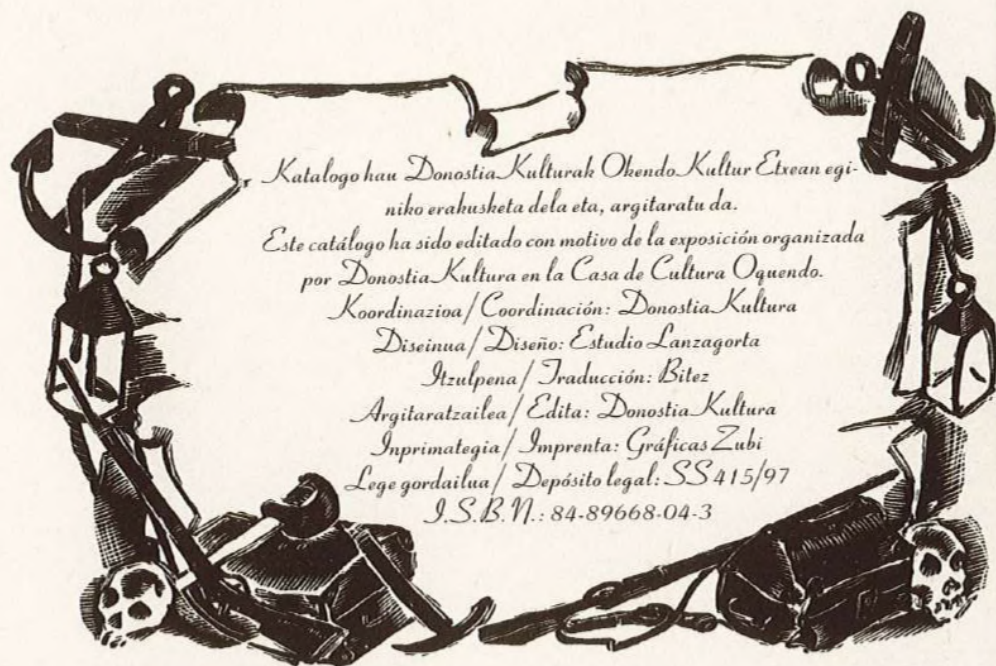 Katalogo hau Donostia Kulturak Okendo Kultur Etxean egi-
niko erakusketa dela eta, argitaratu da.
Este catálogo ha sido editado con motivo de la exposición organizada
por Donostia Kultura en la Casa de Cultura Oquendo.
Koordinazioa / Coordinación: Donostia Kultura
Diseinua / Diseño: Estudio Lanzagorta
Itzulpena / Traducción: Bitez
Argitaratzailea / Edita: Donostia Kultura
Inprimategia / Imprenta: Gráficas Zubi
Lege gordailua / Depósito legal: SS 415/97
I.S.B.N.: 84-89668-04-3